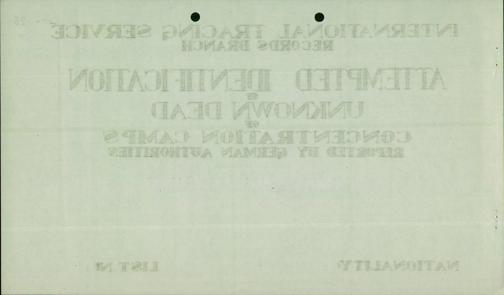 INTERNATIONAL TRACING SERVICE
RECORDS BRANCH
ATTEMPTED IDENTIFICATION
OF
UNKNOWN DEAD
OF
CONCENTRATION CAMPS
REPORTED BY GERMAN AUTHORITIES
NATIONALITY LIST Nº